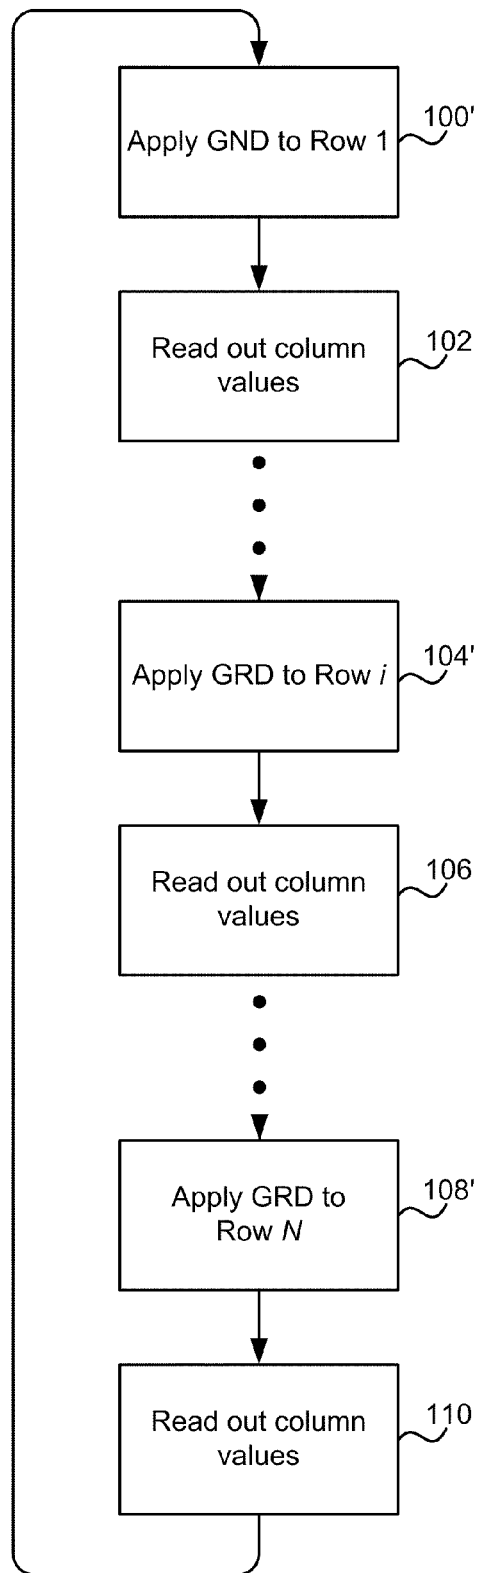 Apply GND to Row 1
100'
Read out column
values
102
Apply GRD to Row i
104'
Read out column
values
106
Apply GRD to
Row N
108'
Read out column
values
110